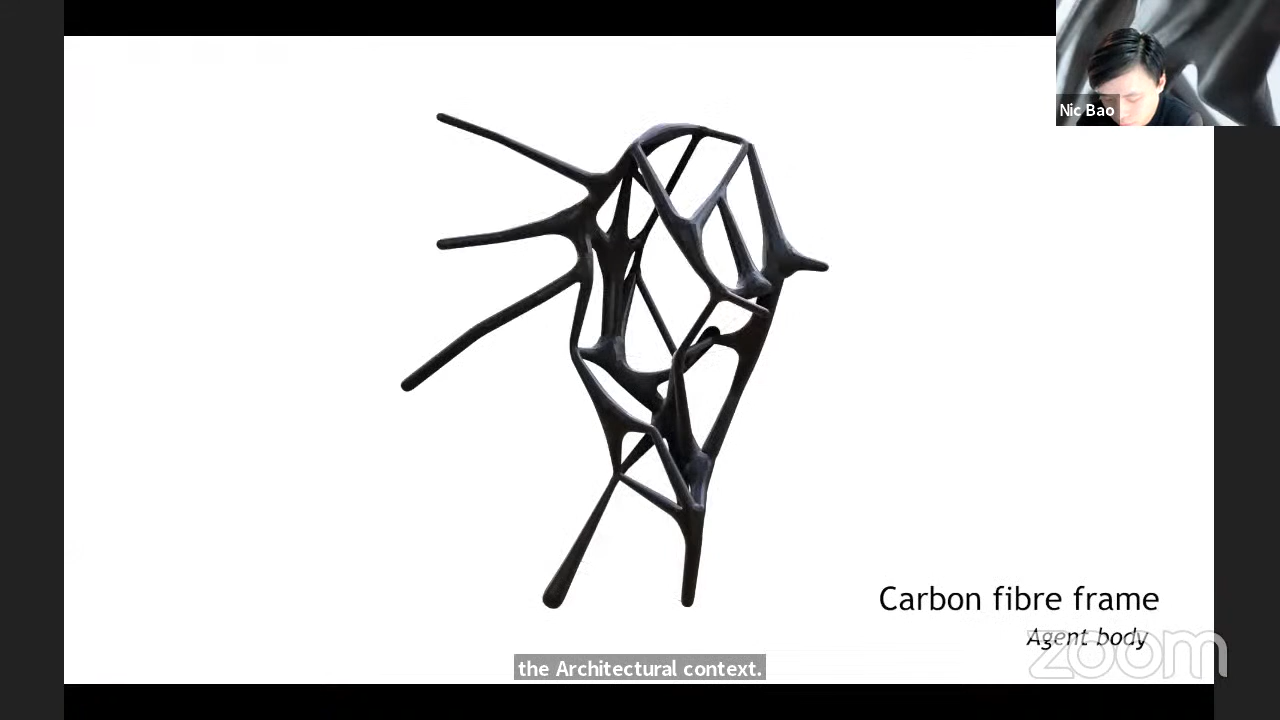 Nic Bao
Carbon fibre frame
Agent body
zoom
the Architectural context.